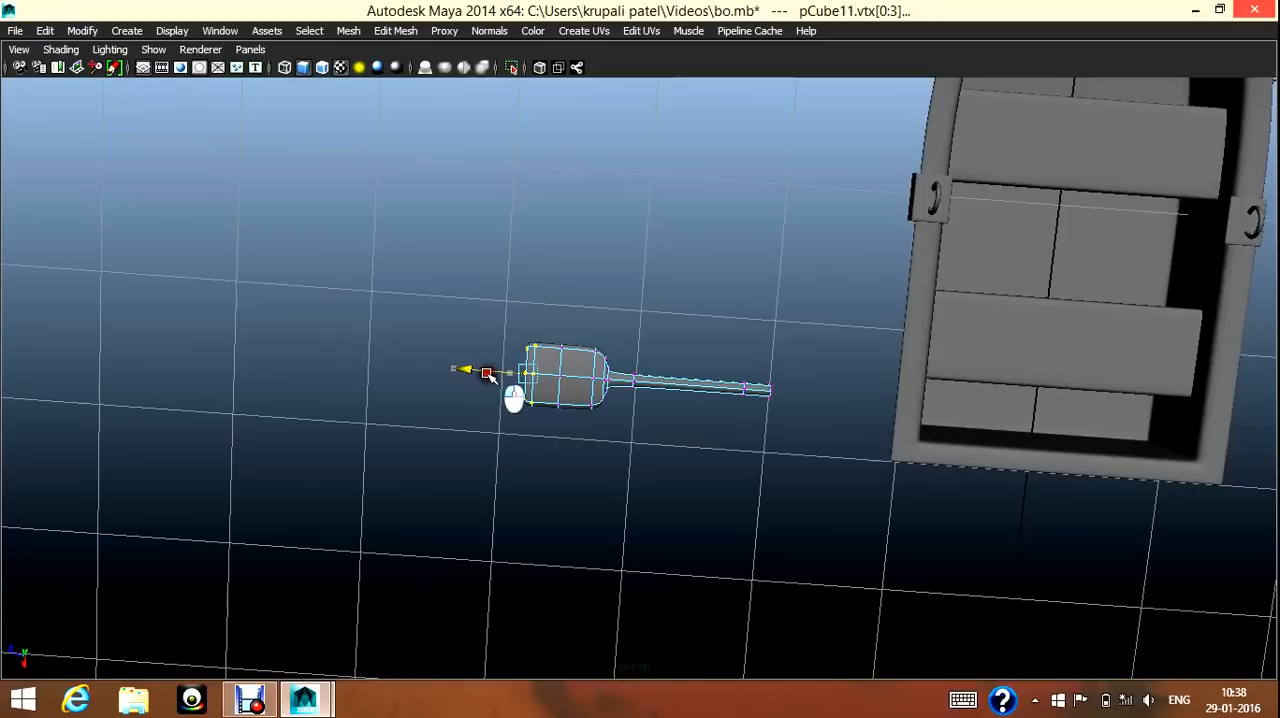 Autodesk Maya 2014 x64: C:\Users\krupali patel\Videos\bo.mb* --- pCube11.vtx[0:3]...
File Edit Modify Create Display Window Assets Select Mesh Edit Mesh Proxy Normals Color Create UVs Edit UVs Muscle Pipeline Cache Help
View Shading Lighting Show Renderer Panels
persp
ENG
10:38
29-01-2016